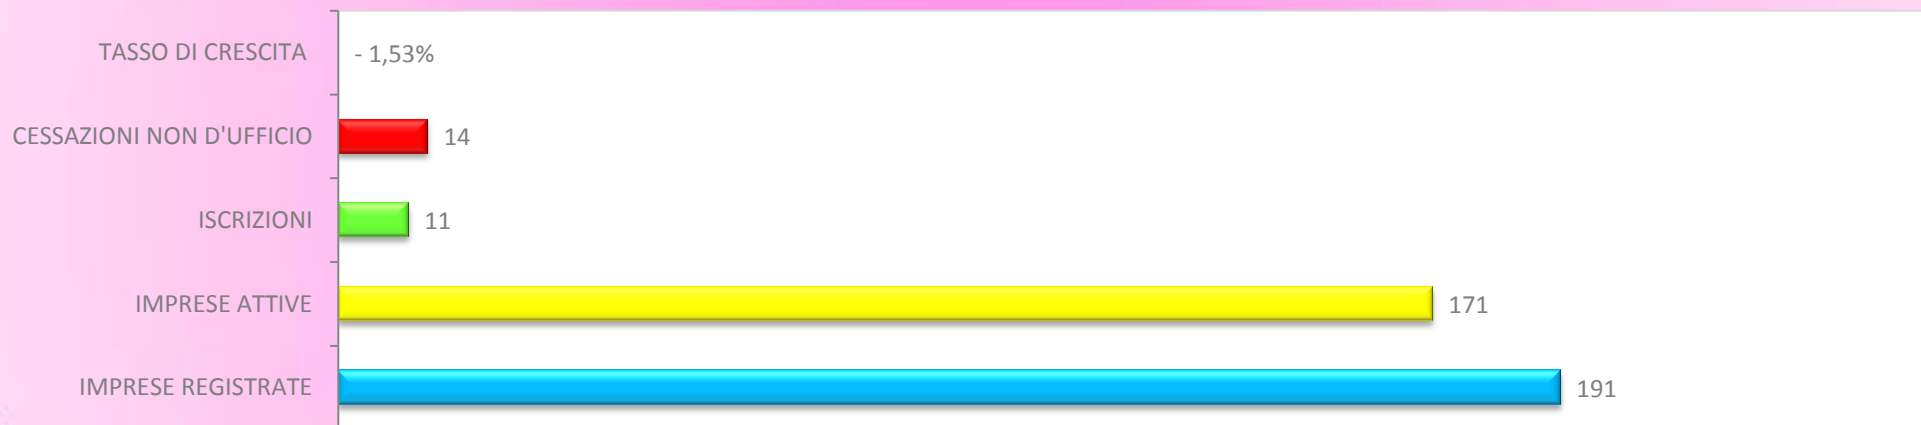 TASSO DI CRESCITA - 1,53%
CESSAZIONI NON D'UFFICIO 14
ISCRIZIONI 11
IMPRESE ATTIVE 171
IMPRESE REGISTRATE 191